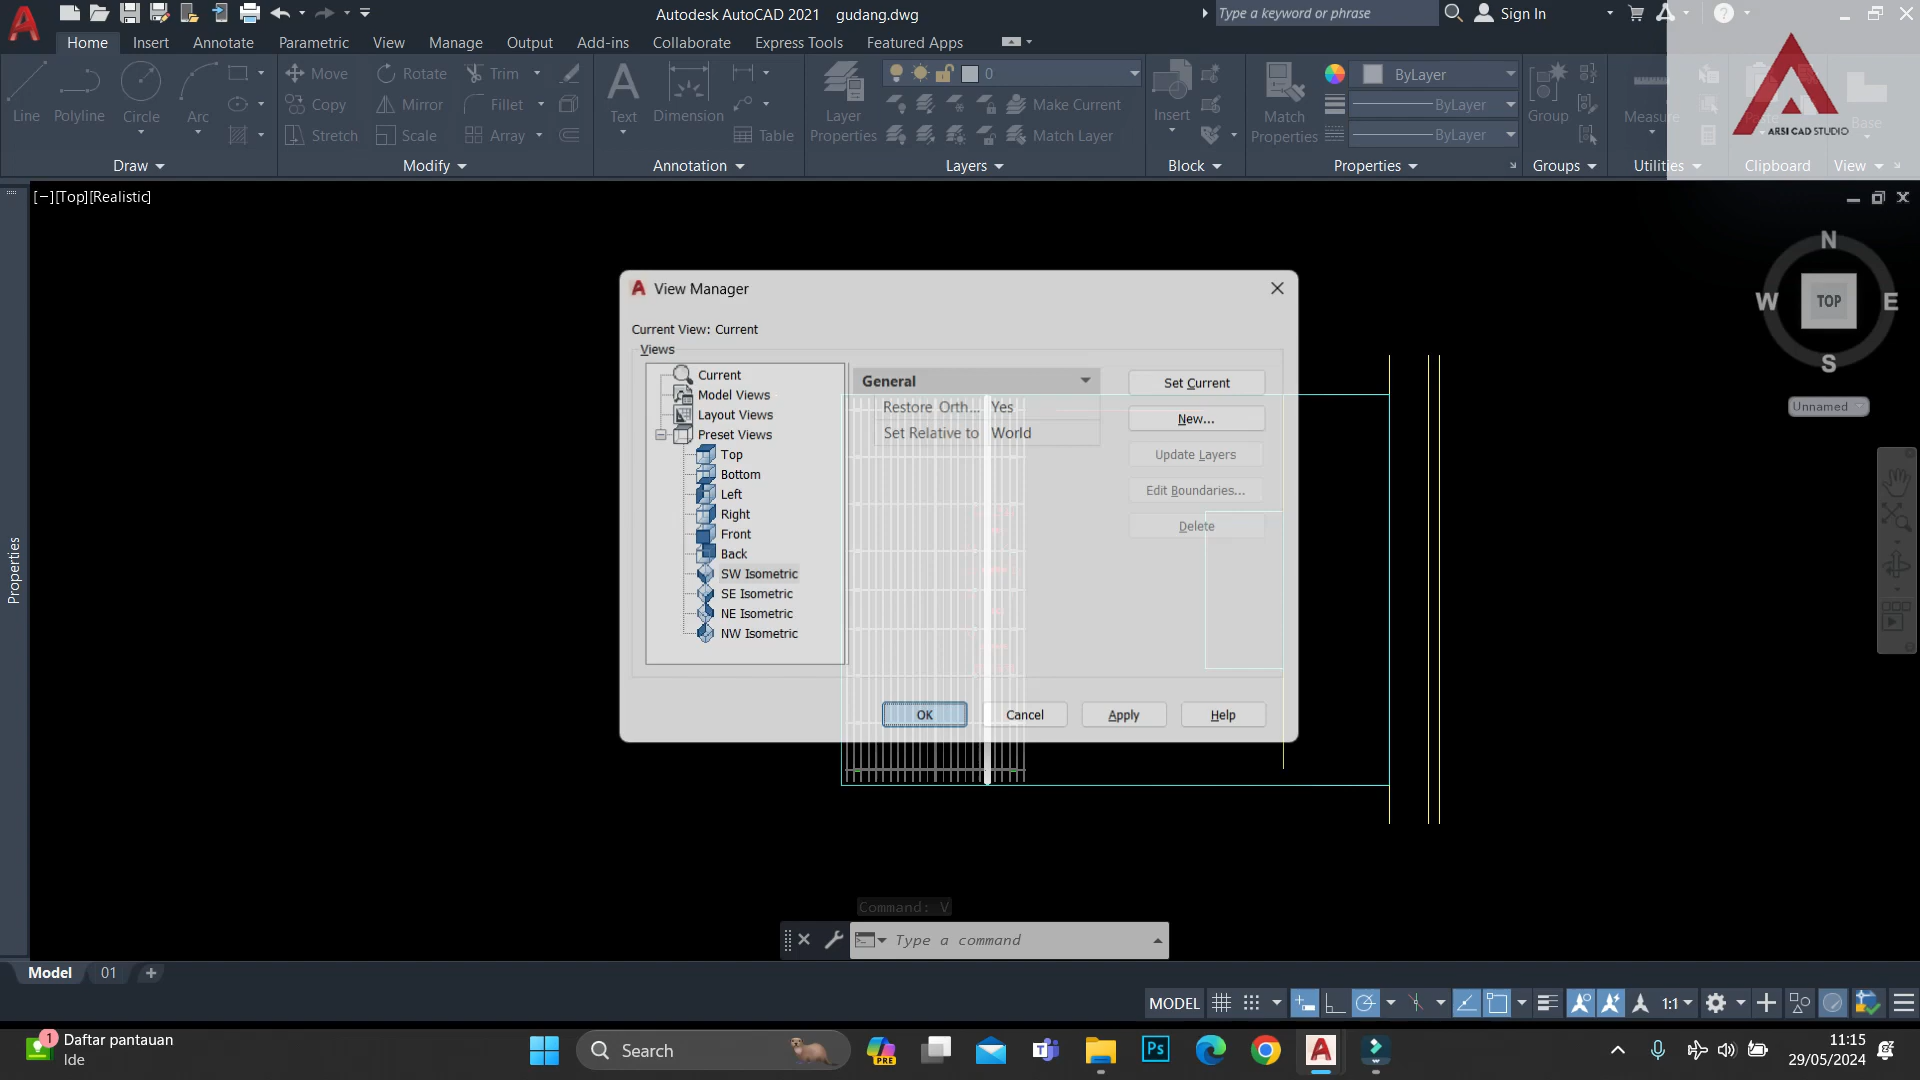 Autodesk AutoCAD 2021 gudang.dwg
Type a keyword or phrase
Sign In
Home Insert Annotate Parametric View Manage Output Add-ins Collaborate Express Tools Featured Apps
Line
Polyline
Circle
Arc
Draw
Move
Copy
Stretch
Rotate
Mirror
Scale
Trim
Fillet
Array
Modify
Text
Dimension
Table
Annotation
Layer
Properties
0
Make Current
Match Layer
Layers
Insert
Block
Match
Properties
ByLayer
ByLayer
ByLayer
Properties
Group
Groups
Measure
Utilities
Clipboard
Base
View
ARSI CAD STUDIO
[−][Top][Realistic]
Properties
N
W
TOP
E
S
Unnamed
View Manager
Current View: Current
Views
Current
Model Views
Layout Views
Preset Views
Top
Bottom
Left
Right
Front
Back
SW Isometric
SE Isometric
NE Isometric
NW Isometric
General
Restore Orth... Yes
Set Relative to World
Set Current
New...
Update Layers
Edit Boundaries...
Delete
OK
Cancel
Apply
Help
Command: V
Type a command
Model 01 +
MODEL
1:1
1
Daftar pantauan
Ide
Search
PRE
Ps
11:15
29/05/2024